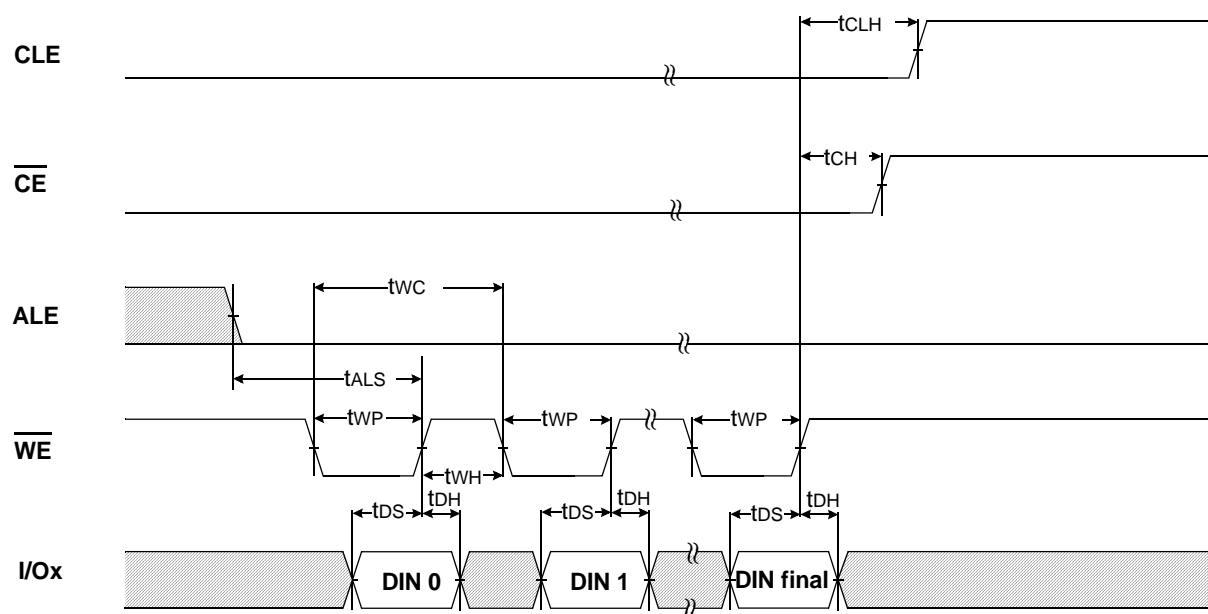 tCLH
CLE
tCH
CE
tWC
ALE
tALS
tWP
tWP
tWP
WE
tWH
tDS
tDH
tDS
tDH
tDS
tDH
I/Ox
DIN 0
DIN 1
DIN final